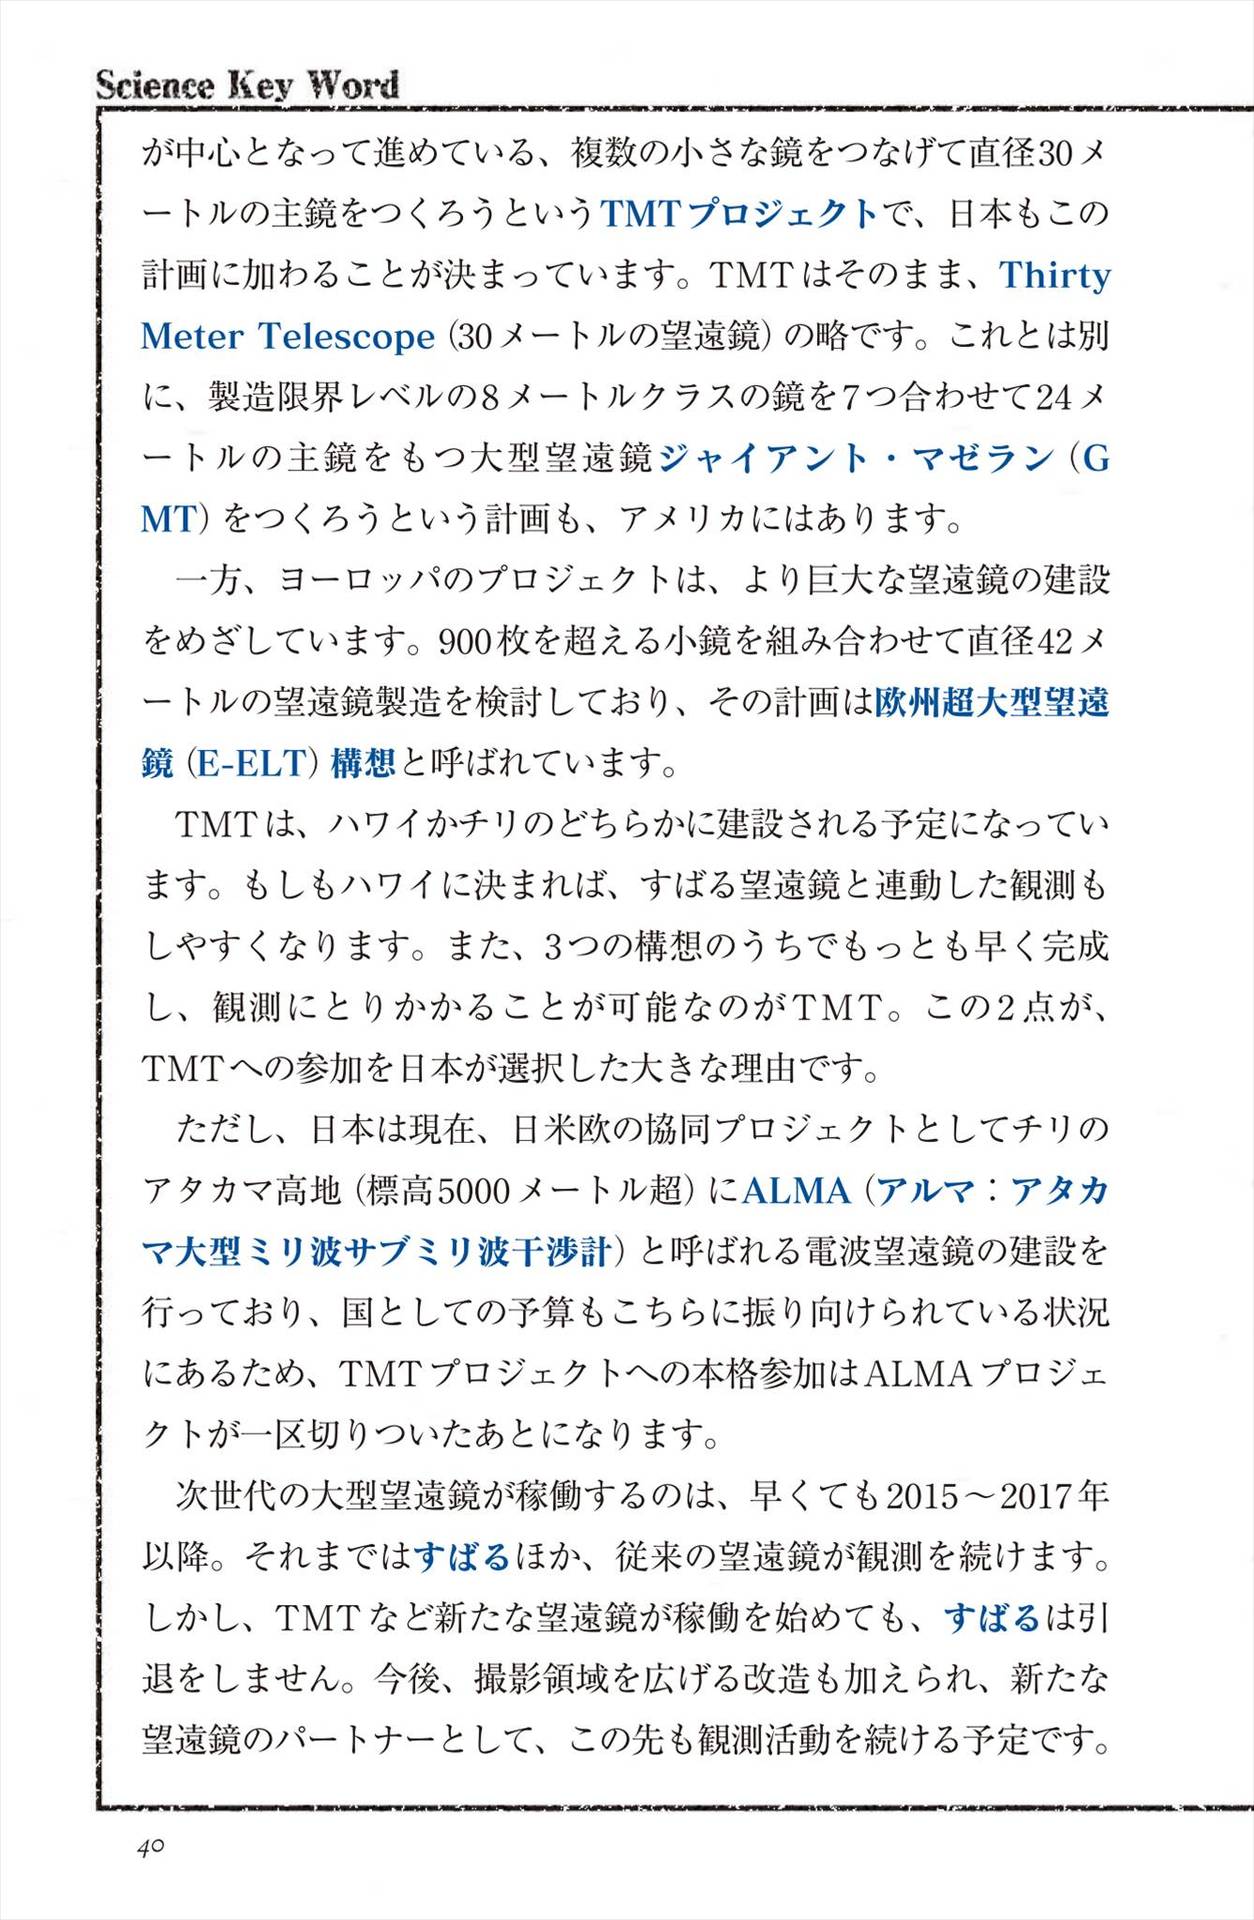 Science Key Word
が中心となって進めている、複数の小さな鏡をつなげて直径30メ
ートルの主鏡をつくろうというTMTプロジェクトで、日本もこの
計画に加わることが決まっています。TMTはそのまま、Thirty
Meter Telescope（30メートルの望遠鏡）の略です。これとは別
に、製造限界レベルの8メートルクラスの鏡を7つ合わせて24メ
ートルの主鏡をもつ大型望遠鏡ジャイアント・マゼラン（G
MT）をつくろうという計画も、アメリカにはあります。
一方、ヨーロッパのプロジェクトは、より巨大な望遠鏡の建設
をめざしています。900枚を超える小鏡を組み合わせて直径42メ
ートルの望遠鏡製造を検討しており、その計画は欧州超大型望遠
鏡（E-ELT）構想と呼ばれています。
TMTは、ハワイかチリのどちらかに建設される予定になってい
ます。もしもハワイに決まれば、すばる望遠鏡と連動した観測も
しやすくなります。また、3つの構想のうちでもっとも早く完成
し、観測にとりかかることが可能なのがTMT。この2点が、
TMTへの参加を日本が選択した大きな理由です。
ただし、日本は現在、日米欧の協同プロジェクトとしてチリの
アタカマ高地（標高5000メートル超）にALMA（アルマ：アタカ
マ大型ミリ波サブミリ波干渉計）と呼ばれる電波望遠鏡の建設を
行っており、国としての予算もこちらに振り向けられている状況
にあるため、TMTプロジェクトへの本格参加はALMAプロジェ
クトが一区切りついたあとになります。
次世代の大型望遠鏡が稼働するのは、早くても2015～2017年
以降。それまではすばるほか、従来の望遠鏡が観測を続けます。
しかし、TMTなど新たな望遠鏡が稼働を始めても、すばるは引
退をしません。今後、撮影領域を広げる改造も加えられ、新たな
望遠鏡のパートナーとして、この先も観測活動を続ける予定です。
40